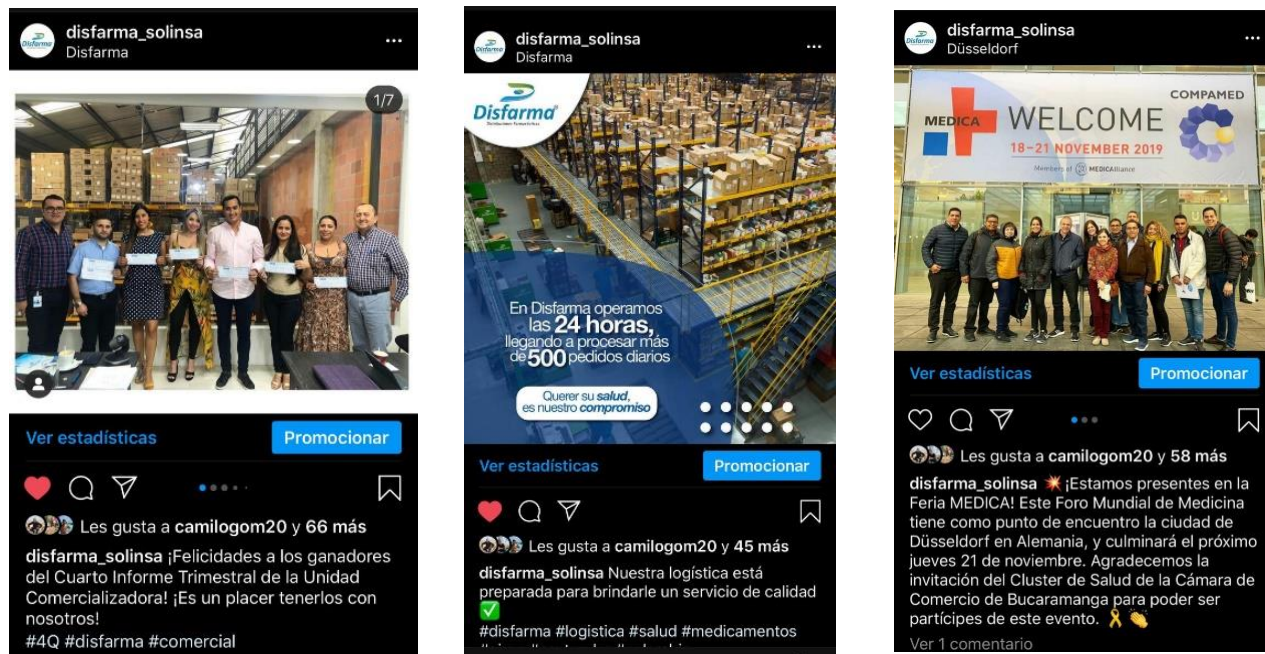 disfarma_solinsa
Disfarma
1/7
Ver estadísticas
Promocionar
Les gusta a camilogom20 y 66 más
disfarma_solinsa ¡Felicidades a los ganadores
del Cuarto Informe Trimestral de la Unidad
Comercializadora! ¡Es un placer tenerlos con
nosotros!
#4Q #disfarma #comercial
disfarma_solinsa
Disfarma
Disfarma
En Disfarma operamos
las 24 horas,
llegando a procesar más
de 500 pedidos diarios
Querer su salud,
es nuestro compromiso
Ver estadísticas
Promocionar
Les gusta a camilogom20 y 45 más
disfarma_solinsa Nuestra logística está
preparada para brindarle un servicio de calidad
✅
#disfarma #logistica #salud #medicamentos
disfarma_solinsa
Düsseldorf
MEDICA
WELCOME
COMPAMED
18–21 NOVEMBER 2019
Members of MEDICAlliance
Ver estadísticas
Promocionar
Les gusta a camilogom20 y 58 más
disfarma_solinsa 💥 ¡Estamos presentes en la
Feria MEDICA! Este Foro Mundial de Medicina
tiene como punto de encuentro la ciudad de
Düsseldorf en Alemania, y culminará el próximo
jueves 21 de noviembre. Agradecemos la
invitación del Cluster de Salud de la Cámara de
Comercio de Bucaramanga para poder ser
partícipes de este evento. 🎗️ 👏
Ver 1 comentario